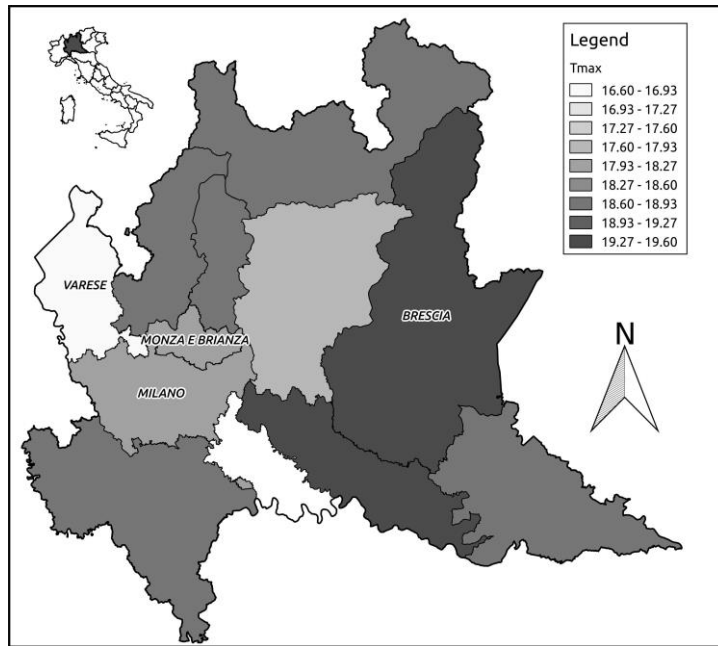 Legend
Tmax
16.60 - 16.93
16.93 - 17.27
17.27 - 17.60
17.60 - 17.93
17.93 - 18.27
18.27 - 18.60
18.60 - 18.93
18.93 - 19.27
19.27 - 19.60
VARESE
BRESCIA
MONZA E BRIANZA
MILANO
N